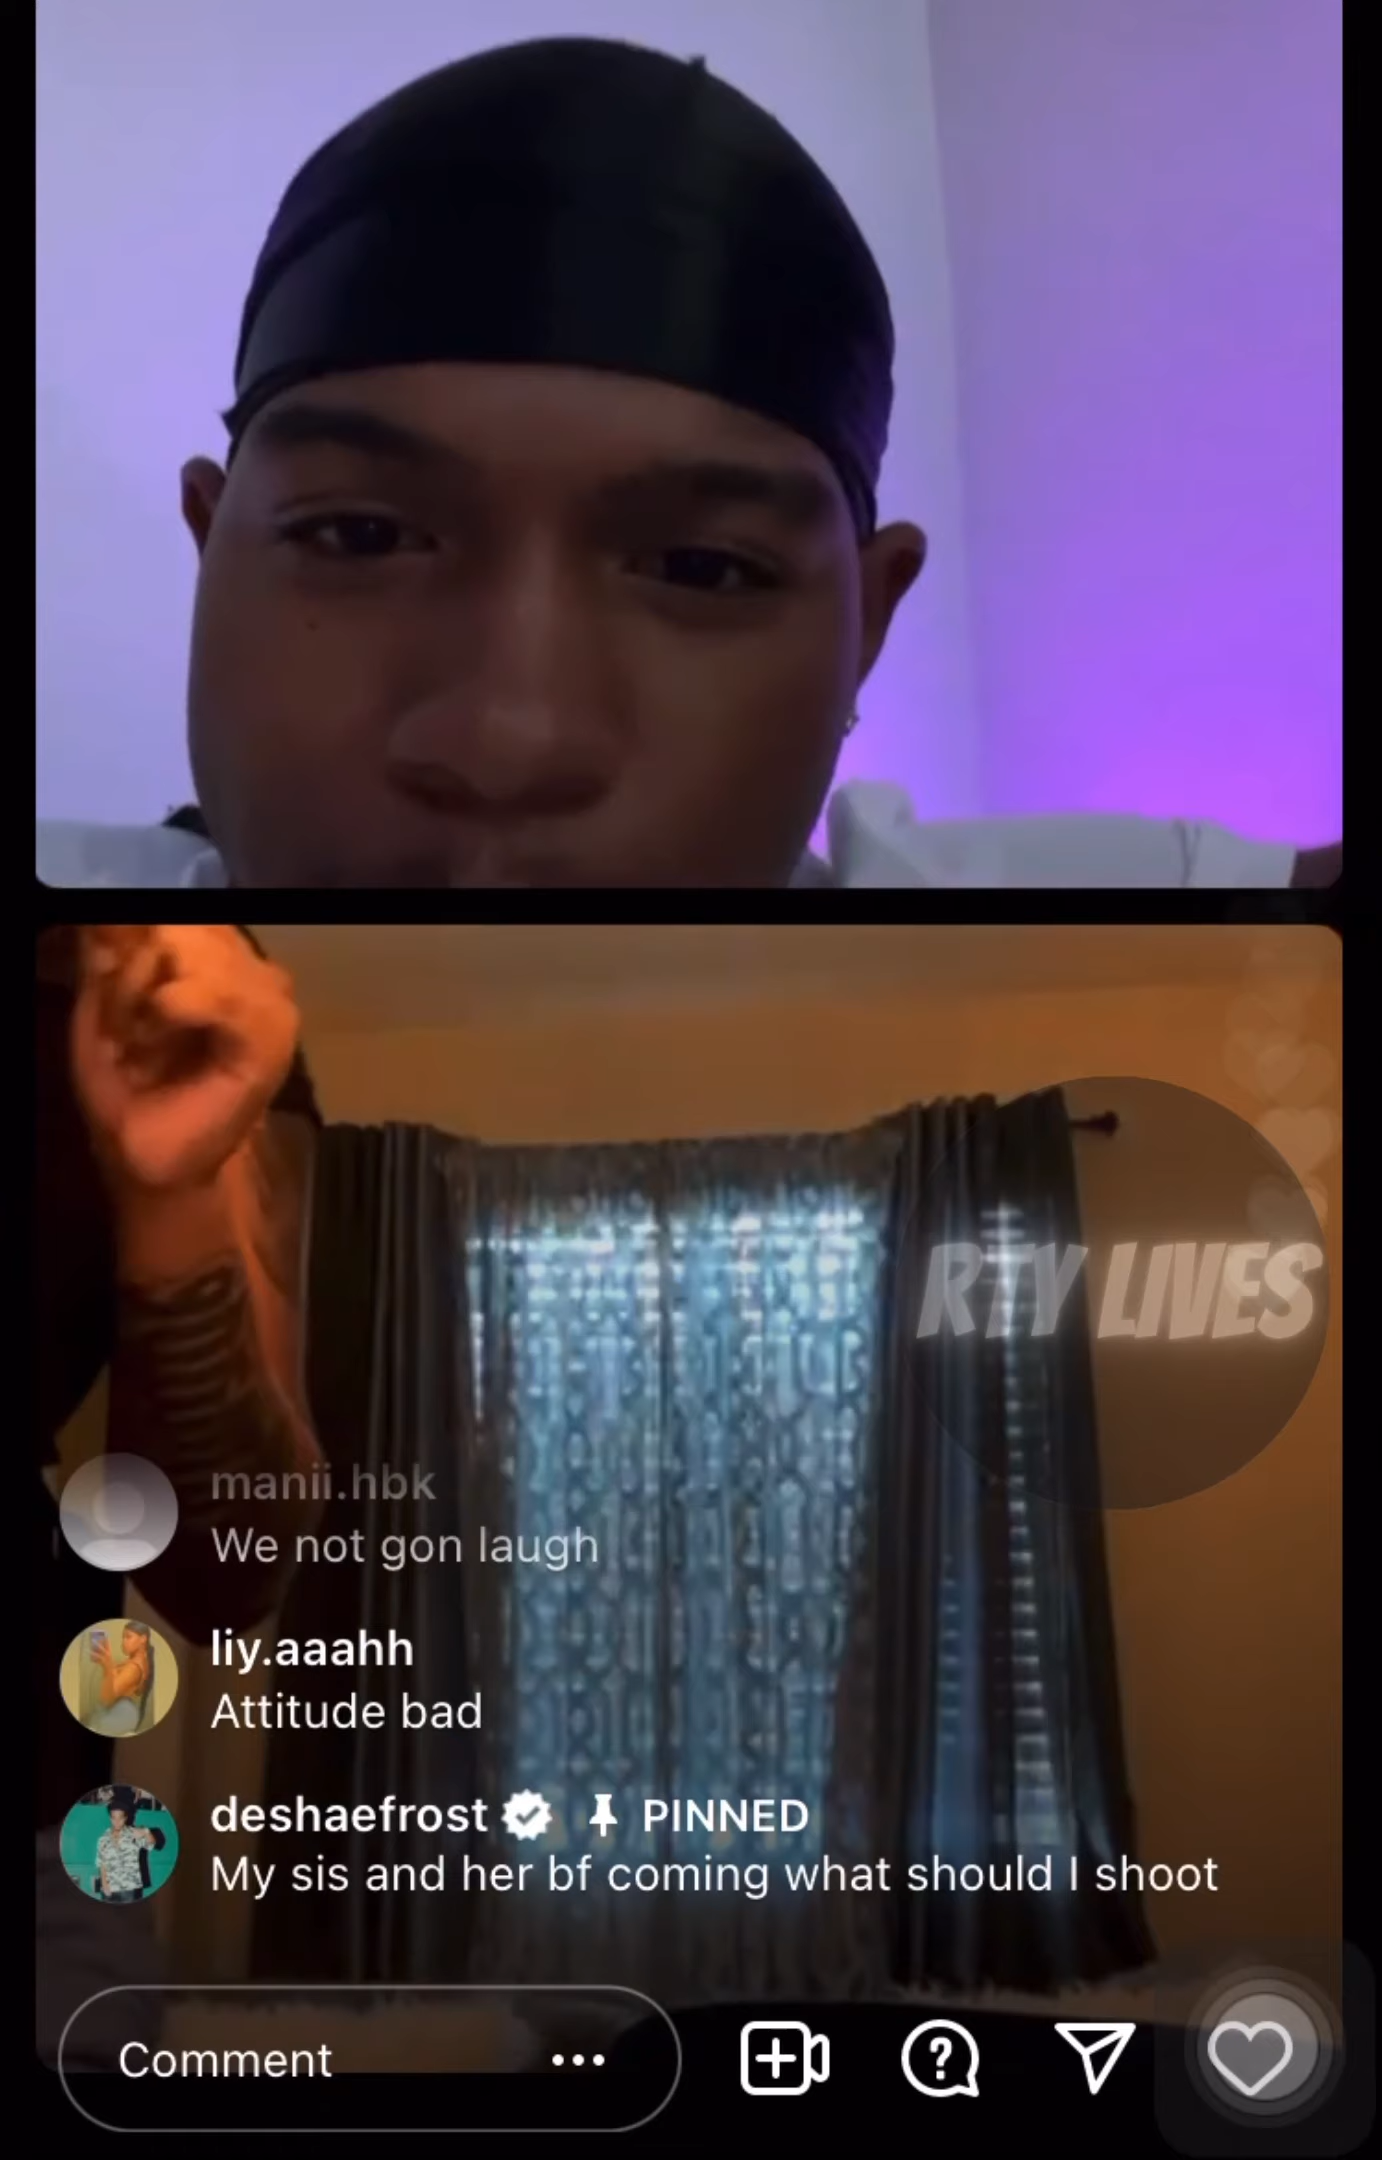 RTY LIVES
manii.hbk
We not gon laugh
liy.aaahh
Attitude bad
deshaefrost PINNED
My sis and her bf coming what should I shoot
Comment